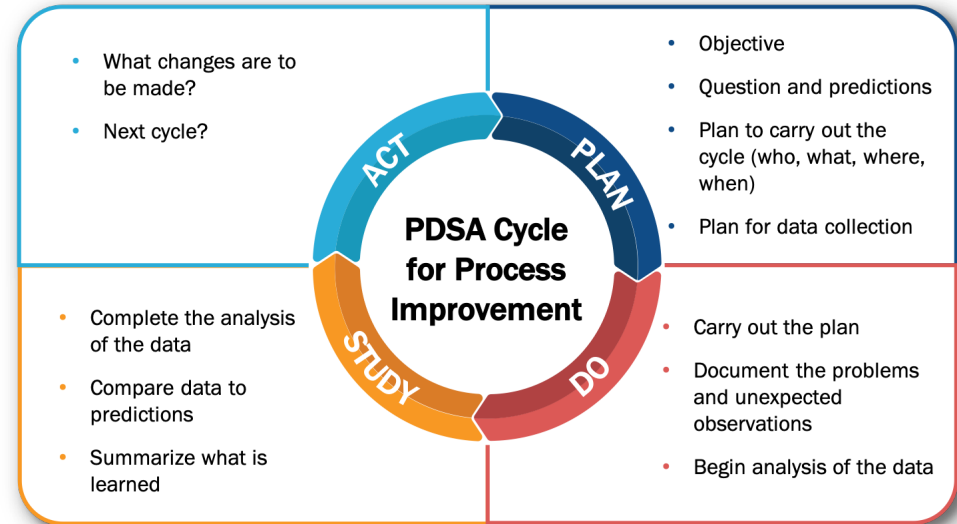 PDSA Cycle
for Process
Improvement
PLAN
• Objective
• Question and predictions
• Plan to carry out the
cycle (who, what, where,
when)
• Plan for data collection
DO
• Carry out the plan
• Document the problems
and unexpected
observations
• Begin analysis of the data
STUDY
• Complete the analysis
of the data
• Compare data to
predictions
• Summarize what is
learned
ACT
• What changes are to
be made?
• Next cycle?